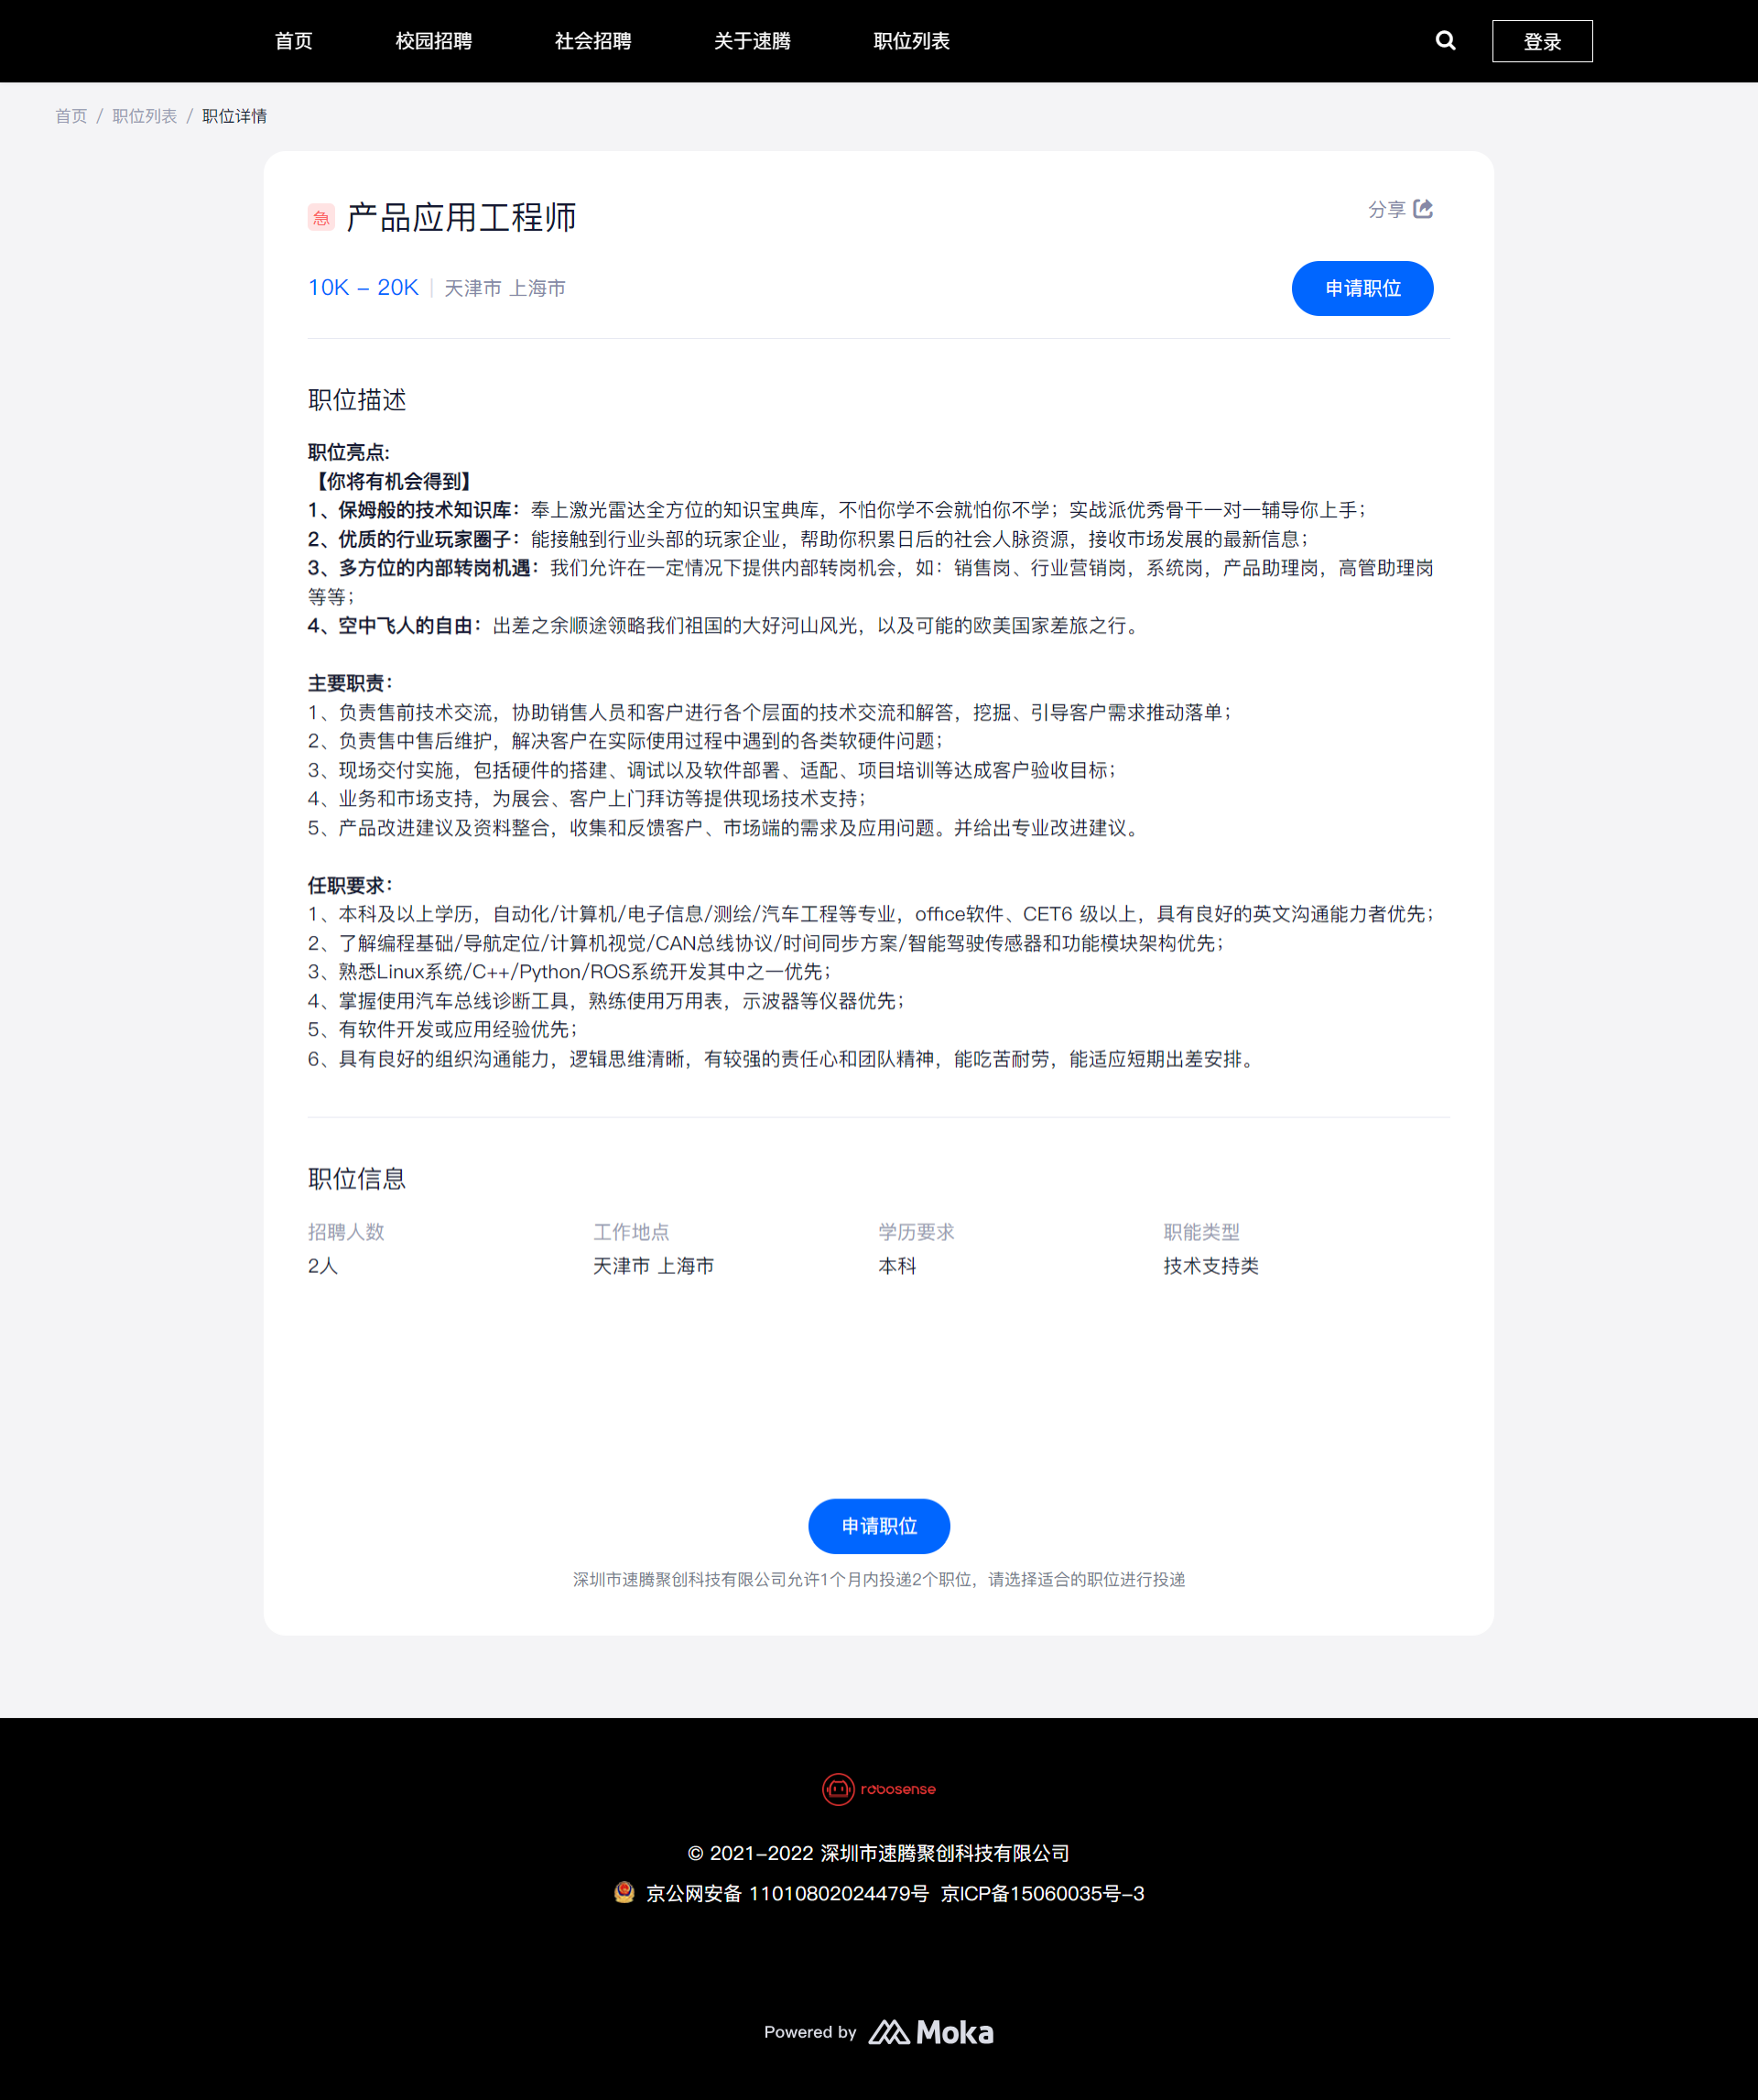 首页 校园招聘 社会招聘 关于速腾 职位列表 登录
首页 / 职位列表 / 职位详情
急 产品应用工程师 分享
10K - 20K 天津市 上海市 申请职位
职位描述
职位亮点:
【你将有机会得到】
1、保姆般的技术知识库：奉上激光雷达全方位的知识宝典库，不怕你学不会就怕你不学；实战派优秀骨干一对一辅导你上手；
2、优质的行业玩家圈子：能接触到行业头部的玩家企业，帮助你积累日后的社会人脉资源，接收市场发展的最新信息；
3、多方位的内部转岗机遇：我们允许在一定情况下提供内部转岗机会，如：销售岗、行业营销岗，系统岗，产品助理岗，高管助理岗
等等；
4、空中飞人的自由：出差之余顺途领略我们祖国的大好河山风光，以及可能的欧美国家差旅之行。
主要职责：
1、负责售前技术交流，协助销售人员和客户进行各个层面的技术交流和解答，挖掘、引导客户需求推动落单；
2、负责售中售后维护，解决客户在实际使用过程中遇到的各类软硬件问题；
3、现场交付实施，包括硬件的搭建、调试以及软件部署、适配、项目培训等达成客户验收目标；
4、业务和市场支持，为展会、客户上门拜访等提供现场技术支持；
5、产品改进建议及资料整合，收集和反馈客户、市场端的需求及应用问题。并给出专业改进建议。
任职要求：
1、本科及以上学历，自动化/计算机/电子信息/测绘/汽车工程等专业，office软件、CET6 级以上，具有良好的英文沟通能力者优先；
2、了解编程基础/导航定位/计算机视觉/CAN总线协议/时间同步方案/智能驾驶传感器和功能模块架构优先；
3、熟悉Linux系统/C++/Python/ROS系统开发其中之一优先；
4、掌握使用汽车总线诊断工具，熟练使用万用表，示波器等仪器优先；
5、有软件开发或应用经验优先；
6、具有良好的组织沟通能力，逻辑思维清晰，有较强的责任心和团队精神，能吃苦耐劳，能适应短期出差安排。
职位信息
招聘人数 工作地点 学历要求 职能类型
2人 天津市 上海市 本科 技术支持类
申请职位
深圳市速腾聚创科技有限公司允许1个月内投递2个职位，请选择适合的职位进行投递
robosense
© 2021-2022 深圳市速腾聚创科技有限公司
京公网安备 11010802024479号 京ICP备15060035号-3
Powered by Moka